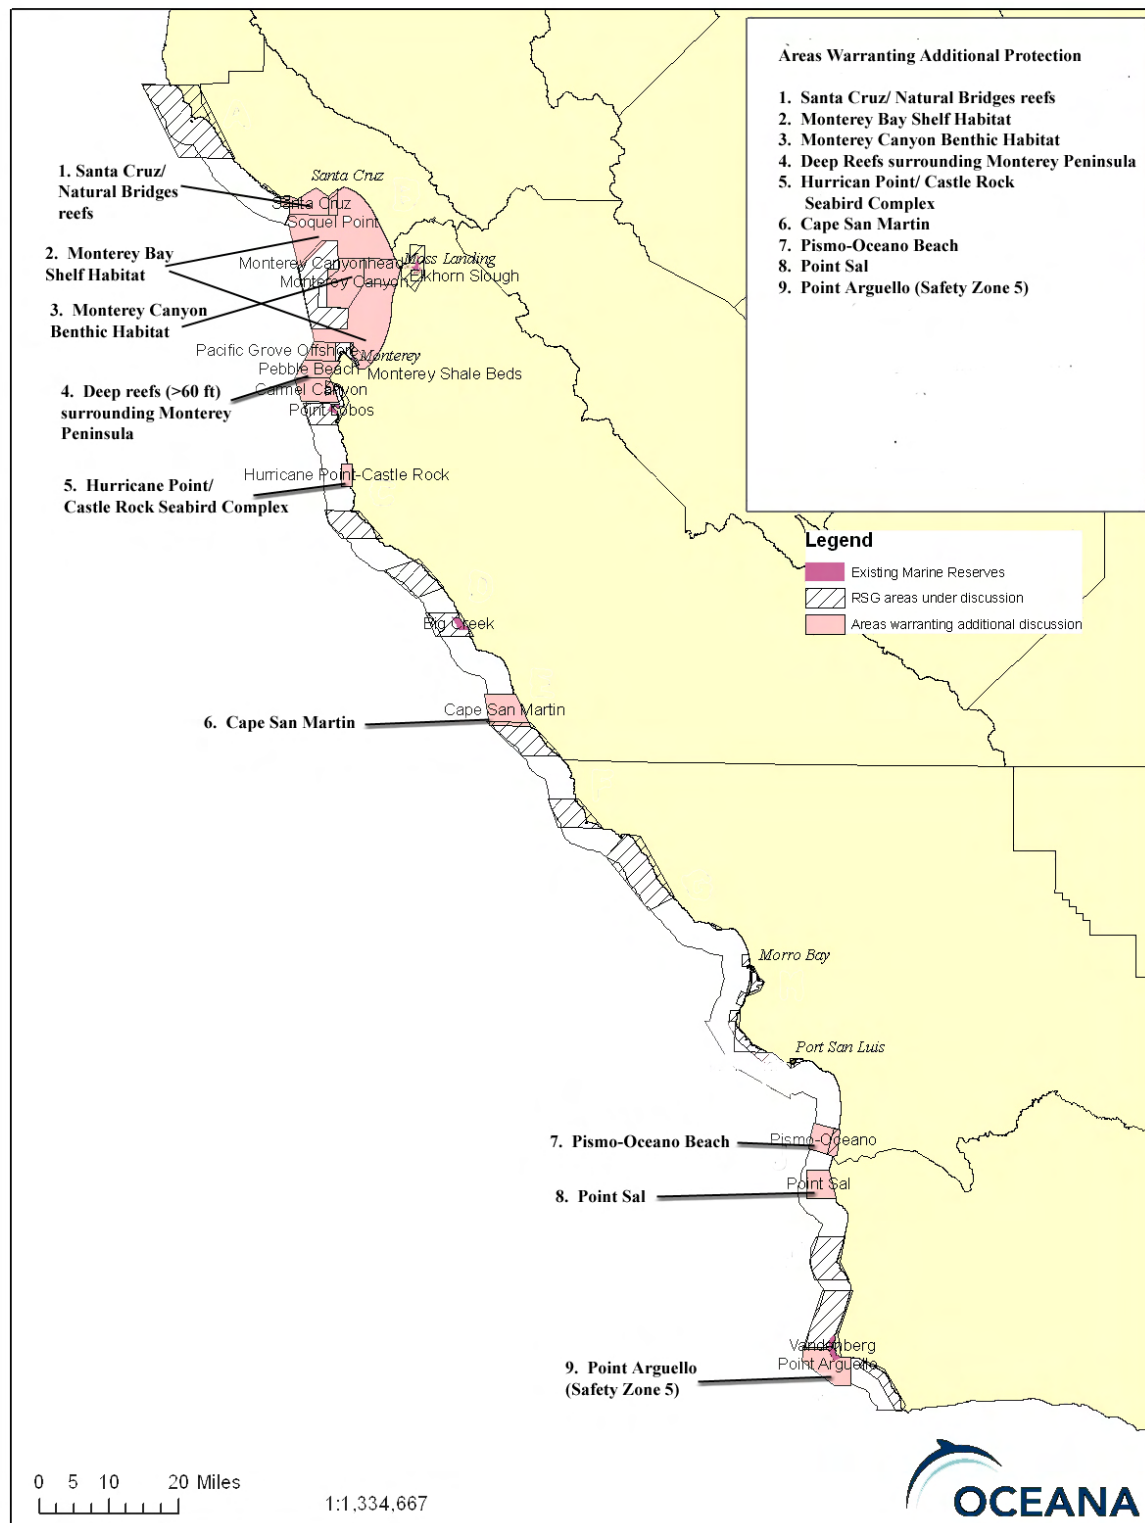 Areas Warranting Additional Protection
1. Santa Cruz/ Natural Bridges reefs
2. Monterey Bay Shelf Habitat
3. Monterey Canyon Benthic Habitat
4. Deep Reefs surrounding Monterey Peninsula
5. Hurrican Point/ Castle Rock
Seabird Complex
6. Cape San Martin
7. Pismo-Oceano Beach
8. Point Sal
9. Point Arguello (Safety Zone 5)
Legend
Existing Marine Reserves
RSG areas under discussion
Areas warranting additional discussion
1. Santa Cruz/
Natural Bridges
reefs
Santa Cruz
Santa Cruz
Soquel Point
2. Monterey Bay
Shelf Habitat
Monterey Canyonhead
Moss Landing
Monterey Canyon
Elkhorn Slough
3. Monterey Canyon
Benthic Habitat
Pacific Grove Offshore
Monterey
Pebble Beach
Monterey Shale Beds
Carmel Canyon
4. Deep reefs (>60 ft)
surrounding Monterey
Peninsula
Point Lobos
Hurricane Point-Castle Rock
5. Hurricane Point/
Castle Rock Seabird Complex
Big Creek
Cape San Martin
6. Cape San Martin
Morro Bay
Port San Luis
7. Pismo-Oceano Beach
Pismo-Oceano
8. Point Sal
Point Sal
Vandenberg
Point Arguello
9. Point Arguello
(Safety Zone 5)
0 5 10 20 Miles
1:1,334,667
OCEANA